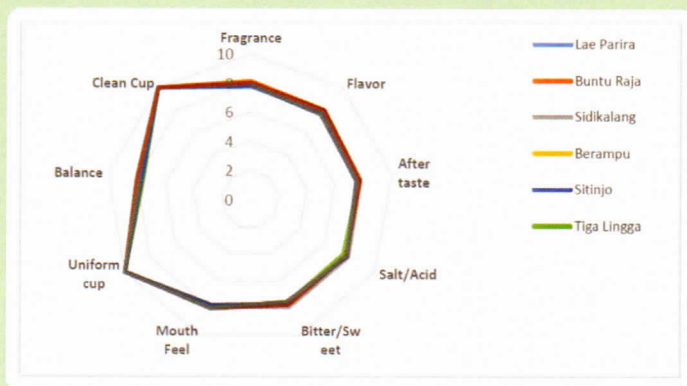 Fragrance
10
8
6
4
2
0
Flavor
After
taste
Salt/Acid
Bitter/Sw
eet
Mouth
Feel
Uniform
cup
Balance
Clean Cup
Lae Parira
Buntu Raja
Sidikalang
Berampu
Sitinjo
Tiga Lingga